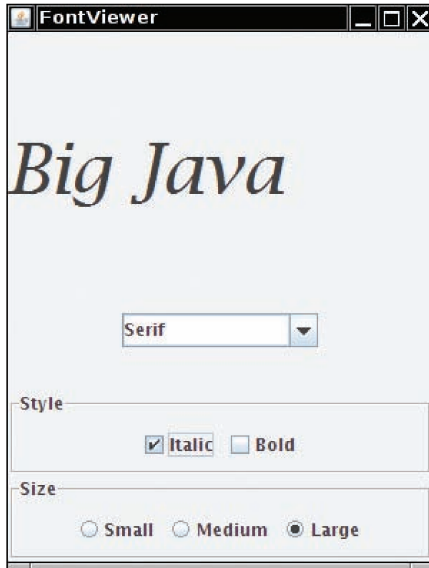 FontViewer
Big Java
Serif
Style
Italic Bold
Size
Small Medium Large